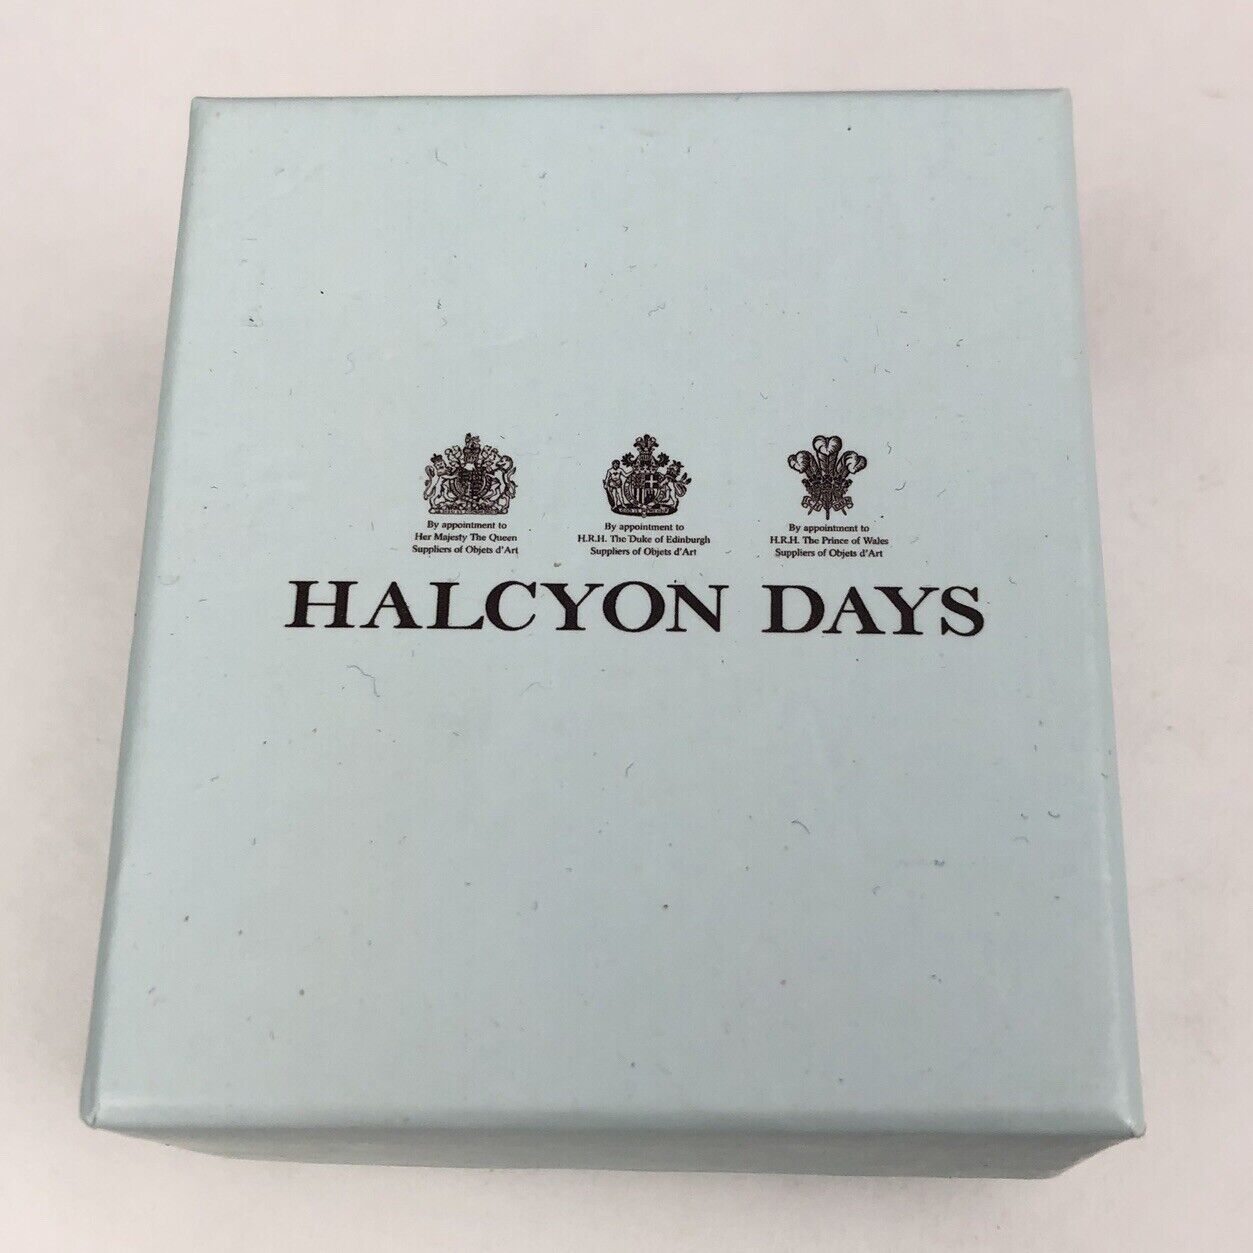 By appointment to
Her Majesty The Queen
Suppliers of Objets d'Art
By appointment to
H.R.H. The Duke of Edinburgh
Suppliers of Objets d'Art
By appointment to
H.R.H. The Prince of Wales
Suppliers of Objets d'Art
HALCYON DAYS